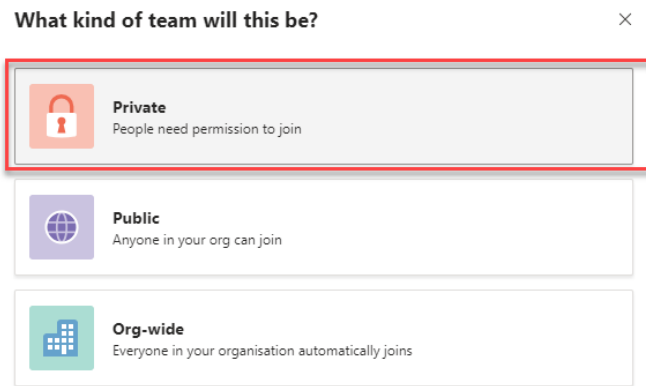 What kind of team will this be?
Private
People need permission to join
Public
Anyone in your org can join
Org-wide
Everyone in your organisation automatically joins